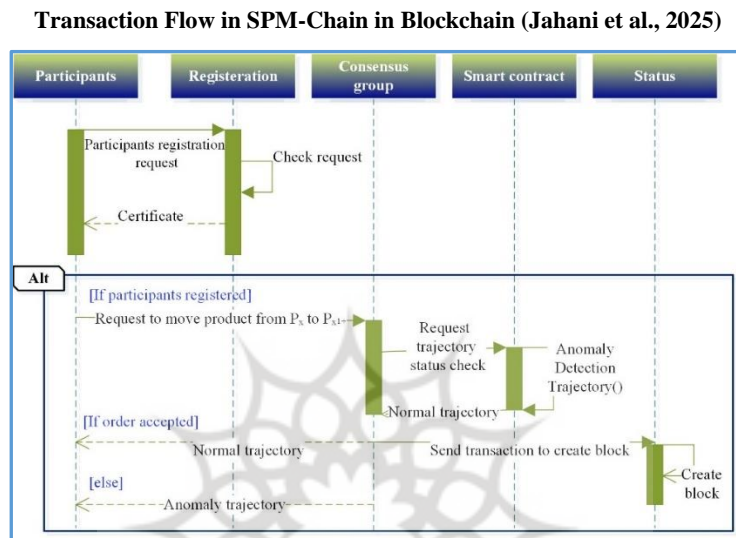 Transaction Flow in SPM-Chain in Blockchain (Jahani et al., 2025)
Participants
Registeration
Consensus
group
Smart contract
Status
Participants registration
request
Check request
Certificate
Alt
[If participants registered]
Request to move product from Px to Px1
Request
trajectory
status check
Anomaly
Detection
Trajectory()
Normal trajectory
[If order accepted]
Normal trajectory
Send transaction to create block
Create
block
[else]
Anomaly trajectory